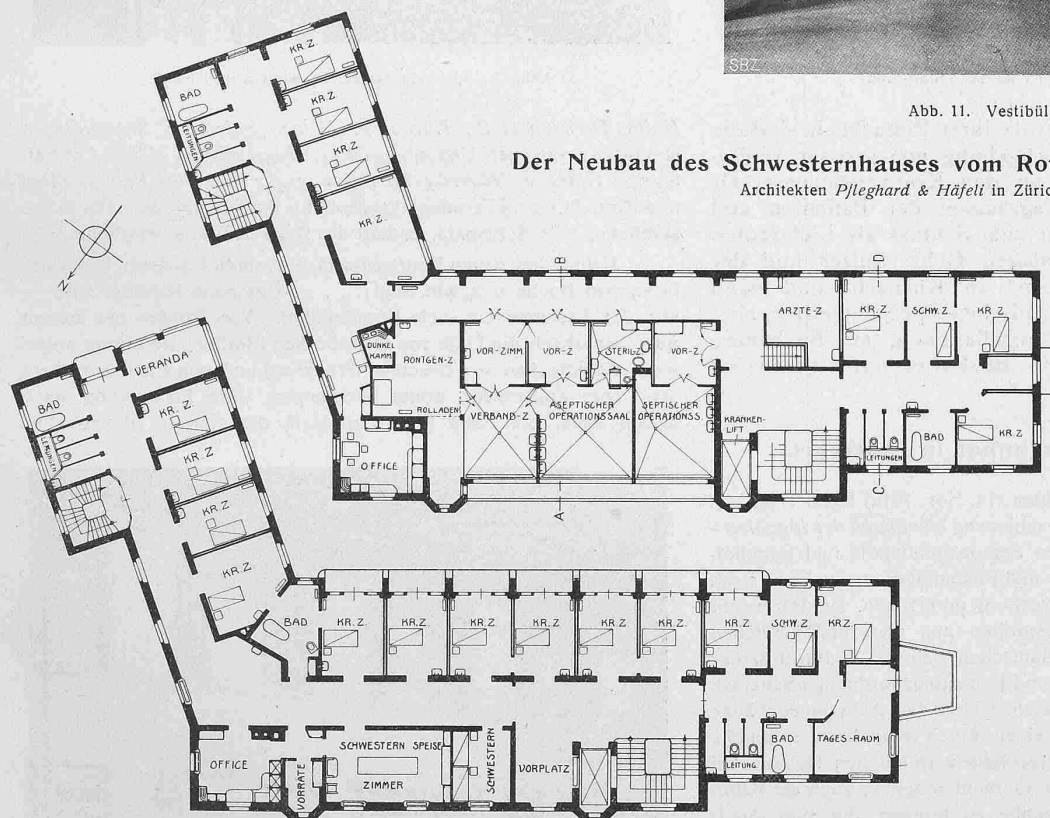 SBZ
Abb. 11. Vestibül
Der Neubau des Schwesternhauses vom Ro
Architekten Pfleghard & Häfeli in Züric
N
KR.Z.
BAD
KR.Z.
LEITUNGEN
KR.Z.
KR.Z.
B
D
VERANDA
DUNKEL
KAMM.
RÖNTGEN-Z
VOR-ZIMM.
VOR-Z
STERIL-Z
VOR-Z
ÄRZTE-Z
KR.Z
SCHW.Z.
KR.Z
ROLLADEN
VERBAND-Z
ASEPTISCHER
OPERATIONSSAAL
SEPTISCHER
OPERATIONSS.
KRANKEN-
LIFT
OFFICE
LEITUNGEN
BAD
KR.Z
A
C
BAD
KR.Z.
LEITUNGEN
KR.Z.
KR.Z.
KR.Z.
BAD
KR.Z.
KR.Z.
KR.Z.
KR.Z.
KR.Z.
KR.Z.
KR.Z.
SCHW.Z.
KR.Z.
OFFICE
VORRÄTE
SCHWESTERN SPEISE
ZIMMER
SCHWESTERN
VORPLATZ
LEITUNG.
BAD
TAGES-RAUM